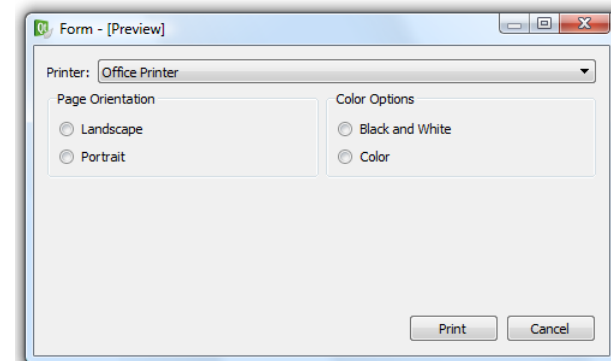 Form - [Preview]
Printer: Office Printer
Page Orientation
Landscape
Portrait
Color Options
Black and White
Color
Print
Cancel